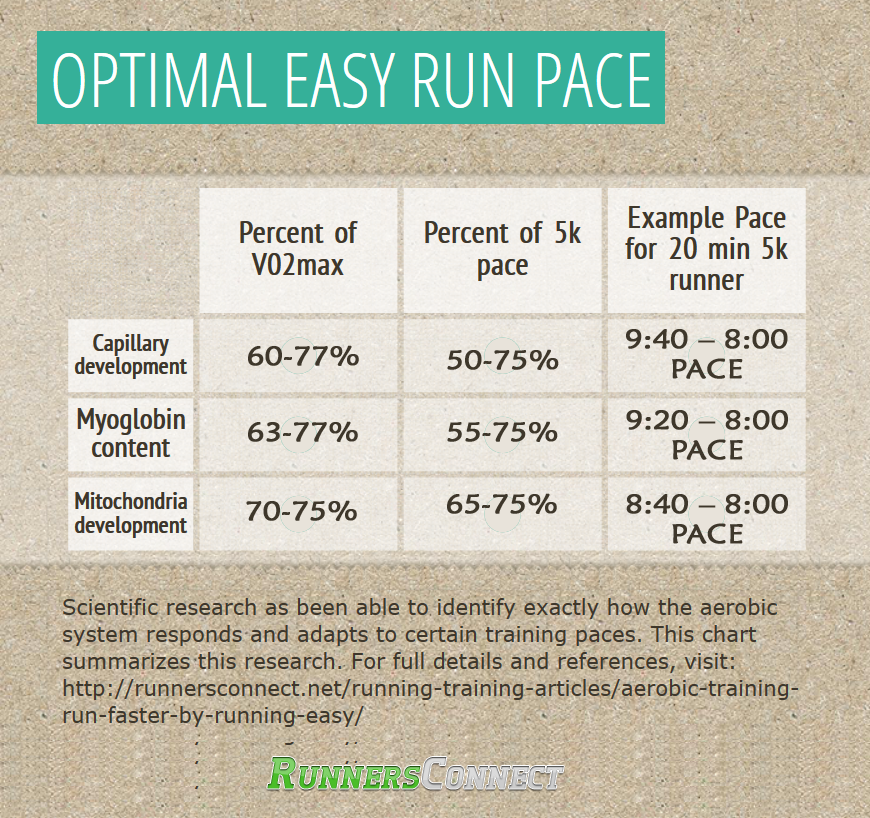 OPTIMAL EASY RUN PACE
Percent of
V02max
Percent of 5k
pace
Example Pace
for 20 min 5k
runner
Capillary
development
60-77%
50-75%
9:40 – 8:00
PACE
Myoglobin
content
63-77%
55-75%
9:20 – 8:00
PACE
Mitochondria
development
70-75%
65-75%
8:40 – 8:00
PACE
Scientific research as been able to identify exactly how the aerobic
system responds and adapts to certain training paces. This chart
summarizes this research. For full details and references, visit:
http://runnersconnect.net/running-training-articles/aerobic-training-
run-faster-by-running-easy/
RUNNERSCONNECT